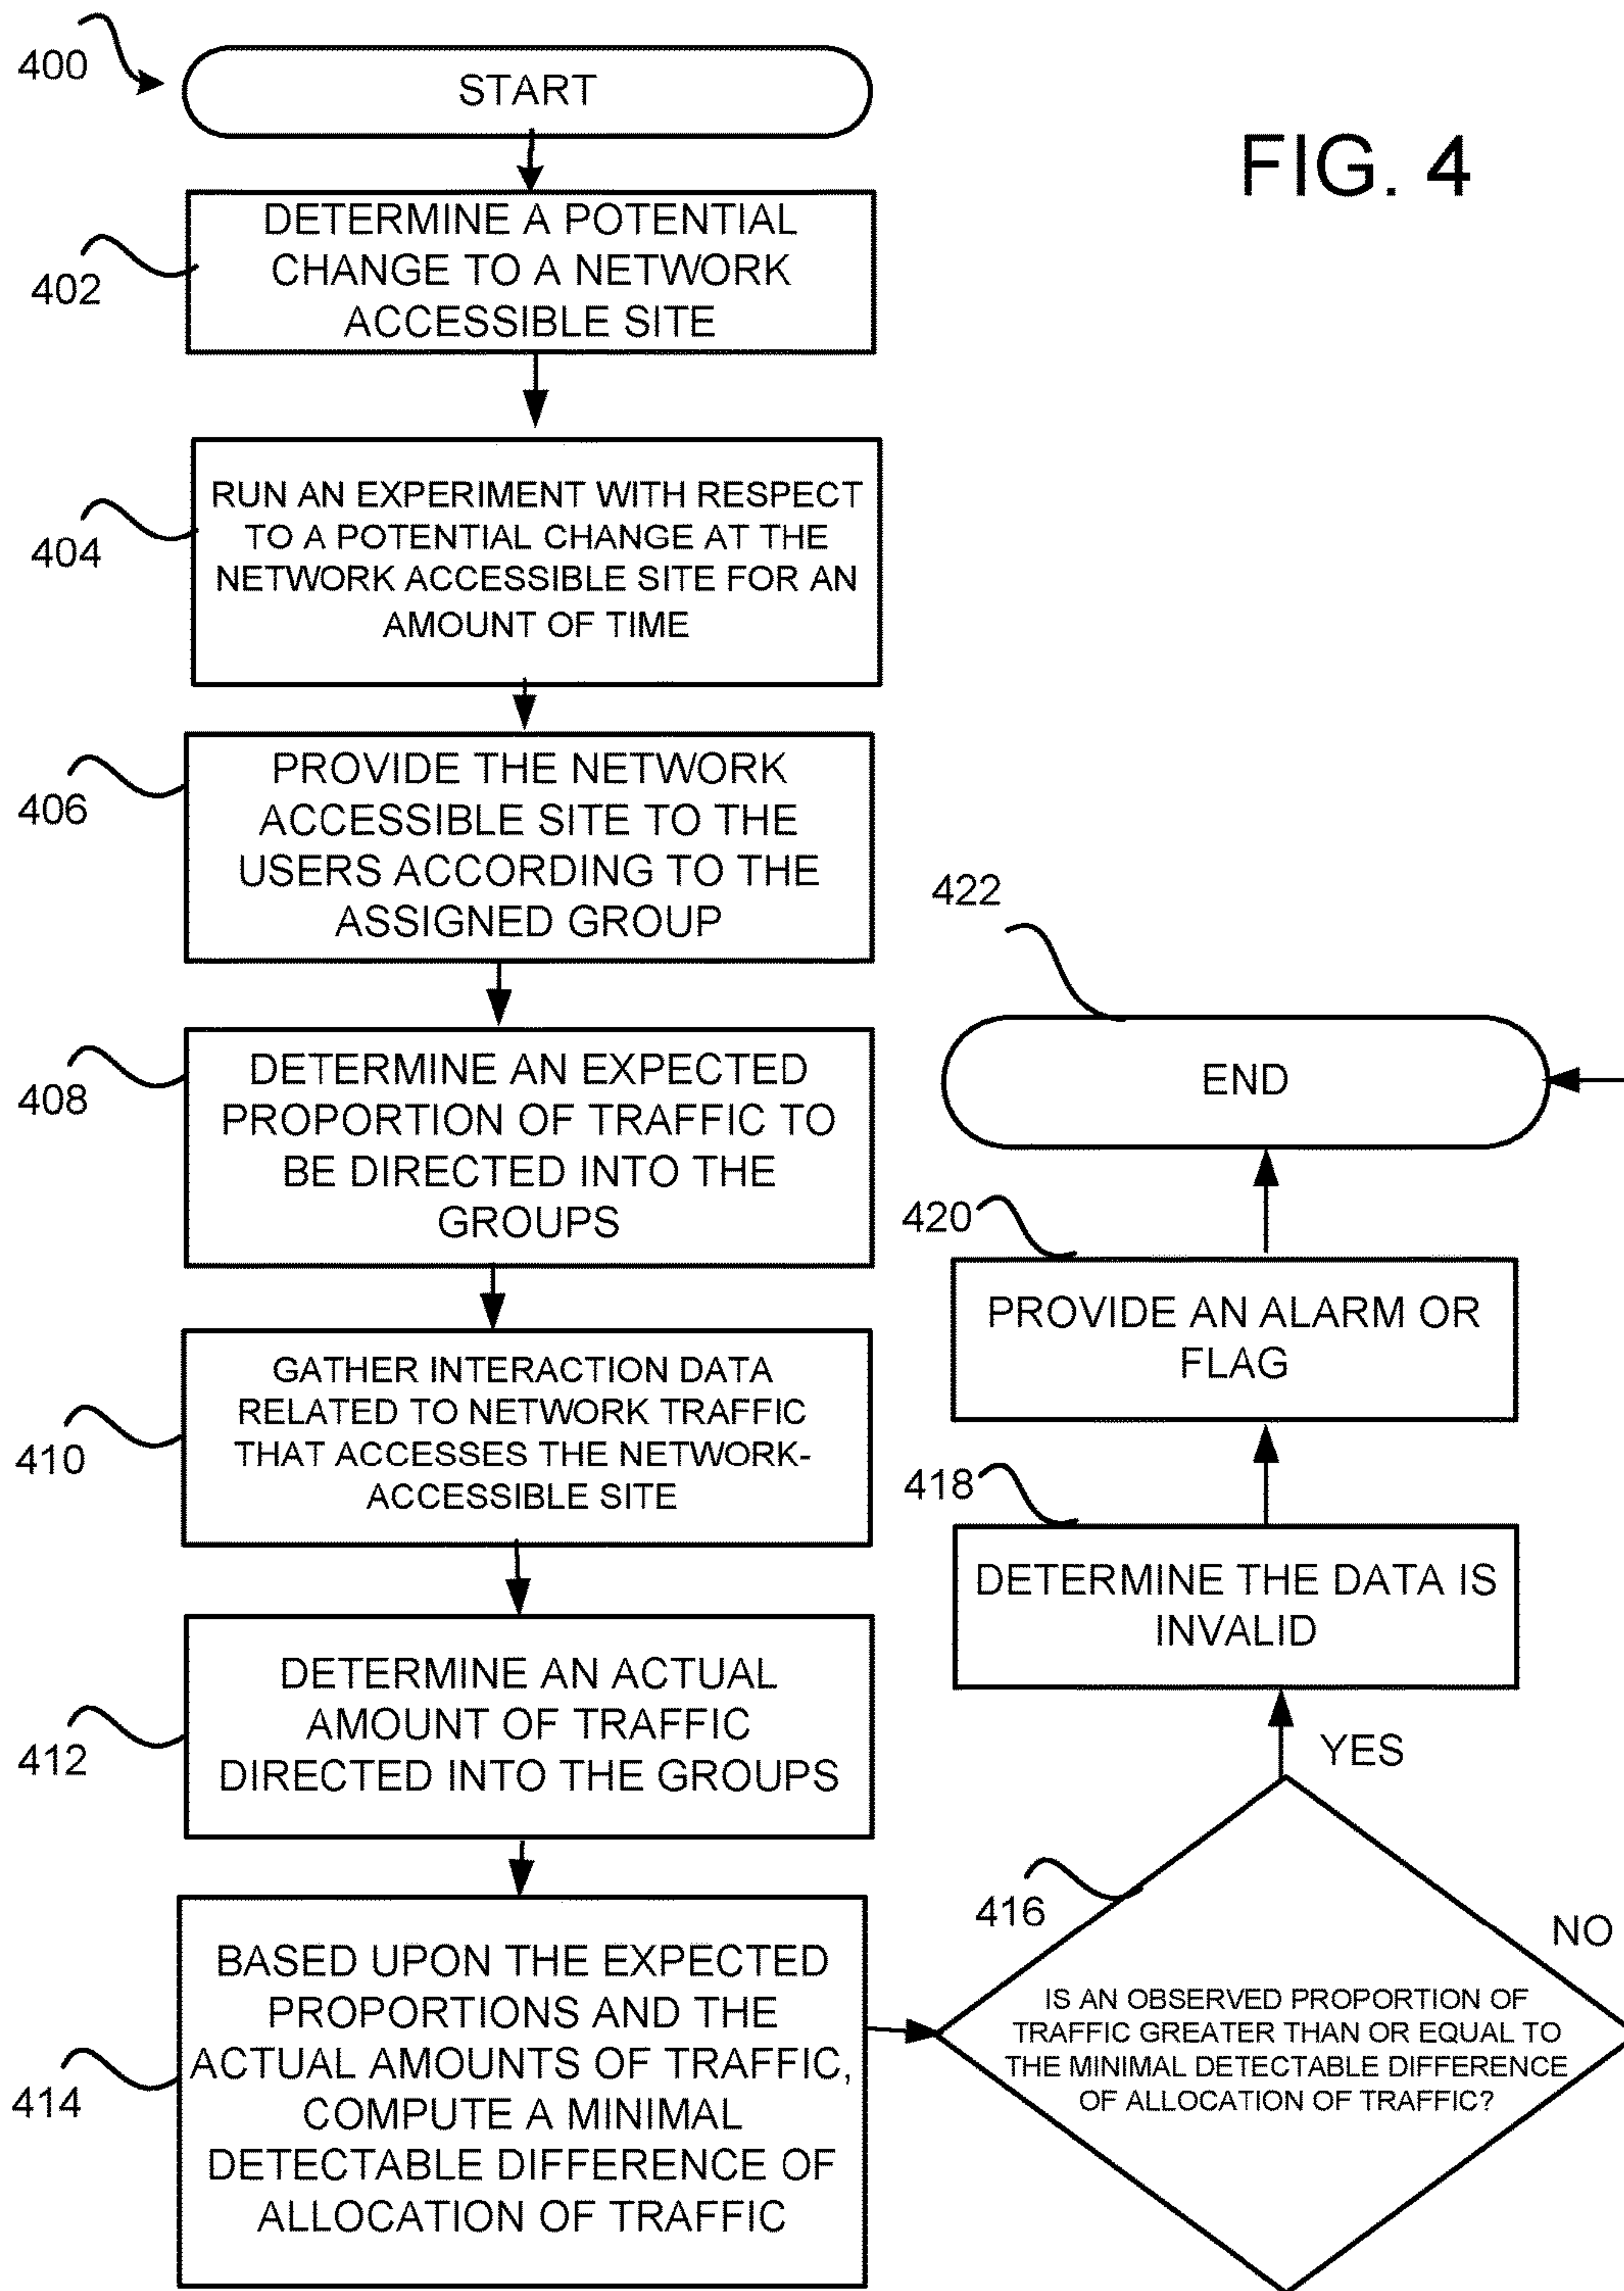 400
START
FIG. 4
402
DETERMINE A POTENTIAL
CHANGE TO A NETWORK
ACCESSIBLE SITE
404
RUN AN EXPERIMENT WITH RESPECT
TO A POTENTIAL CHANGE AT THE
NETWORK ACCESSIBLE SITE FOR AN
AMOUNT OF TIME
406
PROVIDE THE NETWORK
ACCESSIBLE SITE TO THE
USERS ACCORDING TO THE
ASSIGNED GROUP
408
DETERMINE AN EXPECTED
PROPORTION OF TRAFFIC TO
BE DIRECTED INTO THE
GROUPS
410
GATHER INTERACTION DATA
RELATED TO NETWORK TRAFFIC
THAT ACCESSES THE NETWORK-
ACCESSIBLE SITE
412
DETERMINE AN ACTUAL
AMOUNT OF TRAFFIC
DIRECTED INTO THE GROUPS
414
BASED UPON THE EXPECTED
PROPORTIONS AND THE
ACTUAL AMOUNTS OF TRAFFIC,
COMPUTE A MINIMAL
DETECTABLE DIFFERENCE OF
ALLOCATION OF TRAFFIC
416
IS AN OBSERVED PROPORTION OF
TRAFFIC GREATER THAN OR EQUAL TO
THE MINIMAL DETECTABLE DIFFERENCE
OF ALLOCATION OF TRAFFIC?
NO
YES
418
DETERMINE THE DATA IS
INVALID
420
PROVIDE AN ALARM OR
FLAG
422
END